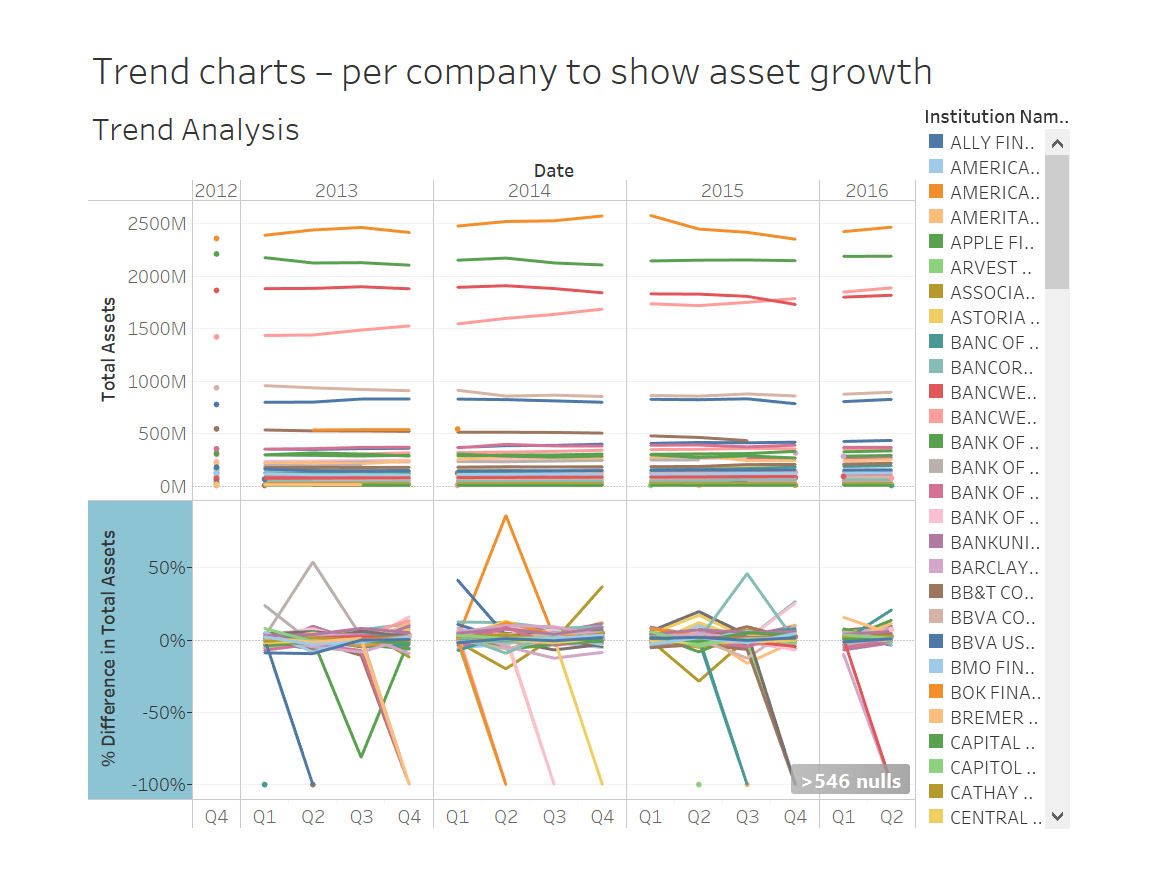 Trend charts – per company to show asset growth
Trend Analysis
Institution Nam..
Date
2012 2013 2014 2015 2016
Total Assets
2500M
2000M
1500M
1000M
500M
0M
% Difference in Total Assets
50%
0%
-50%
-100%
>546 nulls
Q4 Q1 Q2 Q3 Q4 Q1 Q2 Q3 Q4 Q1 Q2 Q3 Q4 Q1 Q2
ALLY FIN..
AMERICA..
AMERICA..
AMERITA..
APPLE FI..
ARVEST ..
ASSOCIA..
ASTORIA ..
BANC OF ..
BANCOR..
BANCWE..
BANCWE..
BANK OF ..
BANK OF ..
BANK OF ..
BANK OF ..
BANKUNI..
BARCLAY..
BB&T CO..
BBVA CO..
BBVA US..
BMO FIN..
BOK FINA..
BREMER ..
CAPITAL ..
CAPITOL ..
CATHAY ..
CENTRAL ..